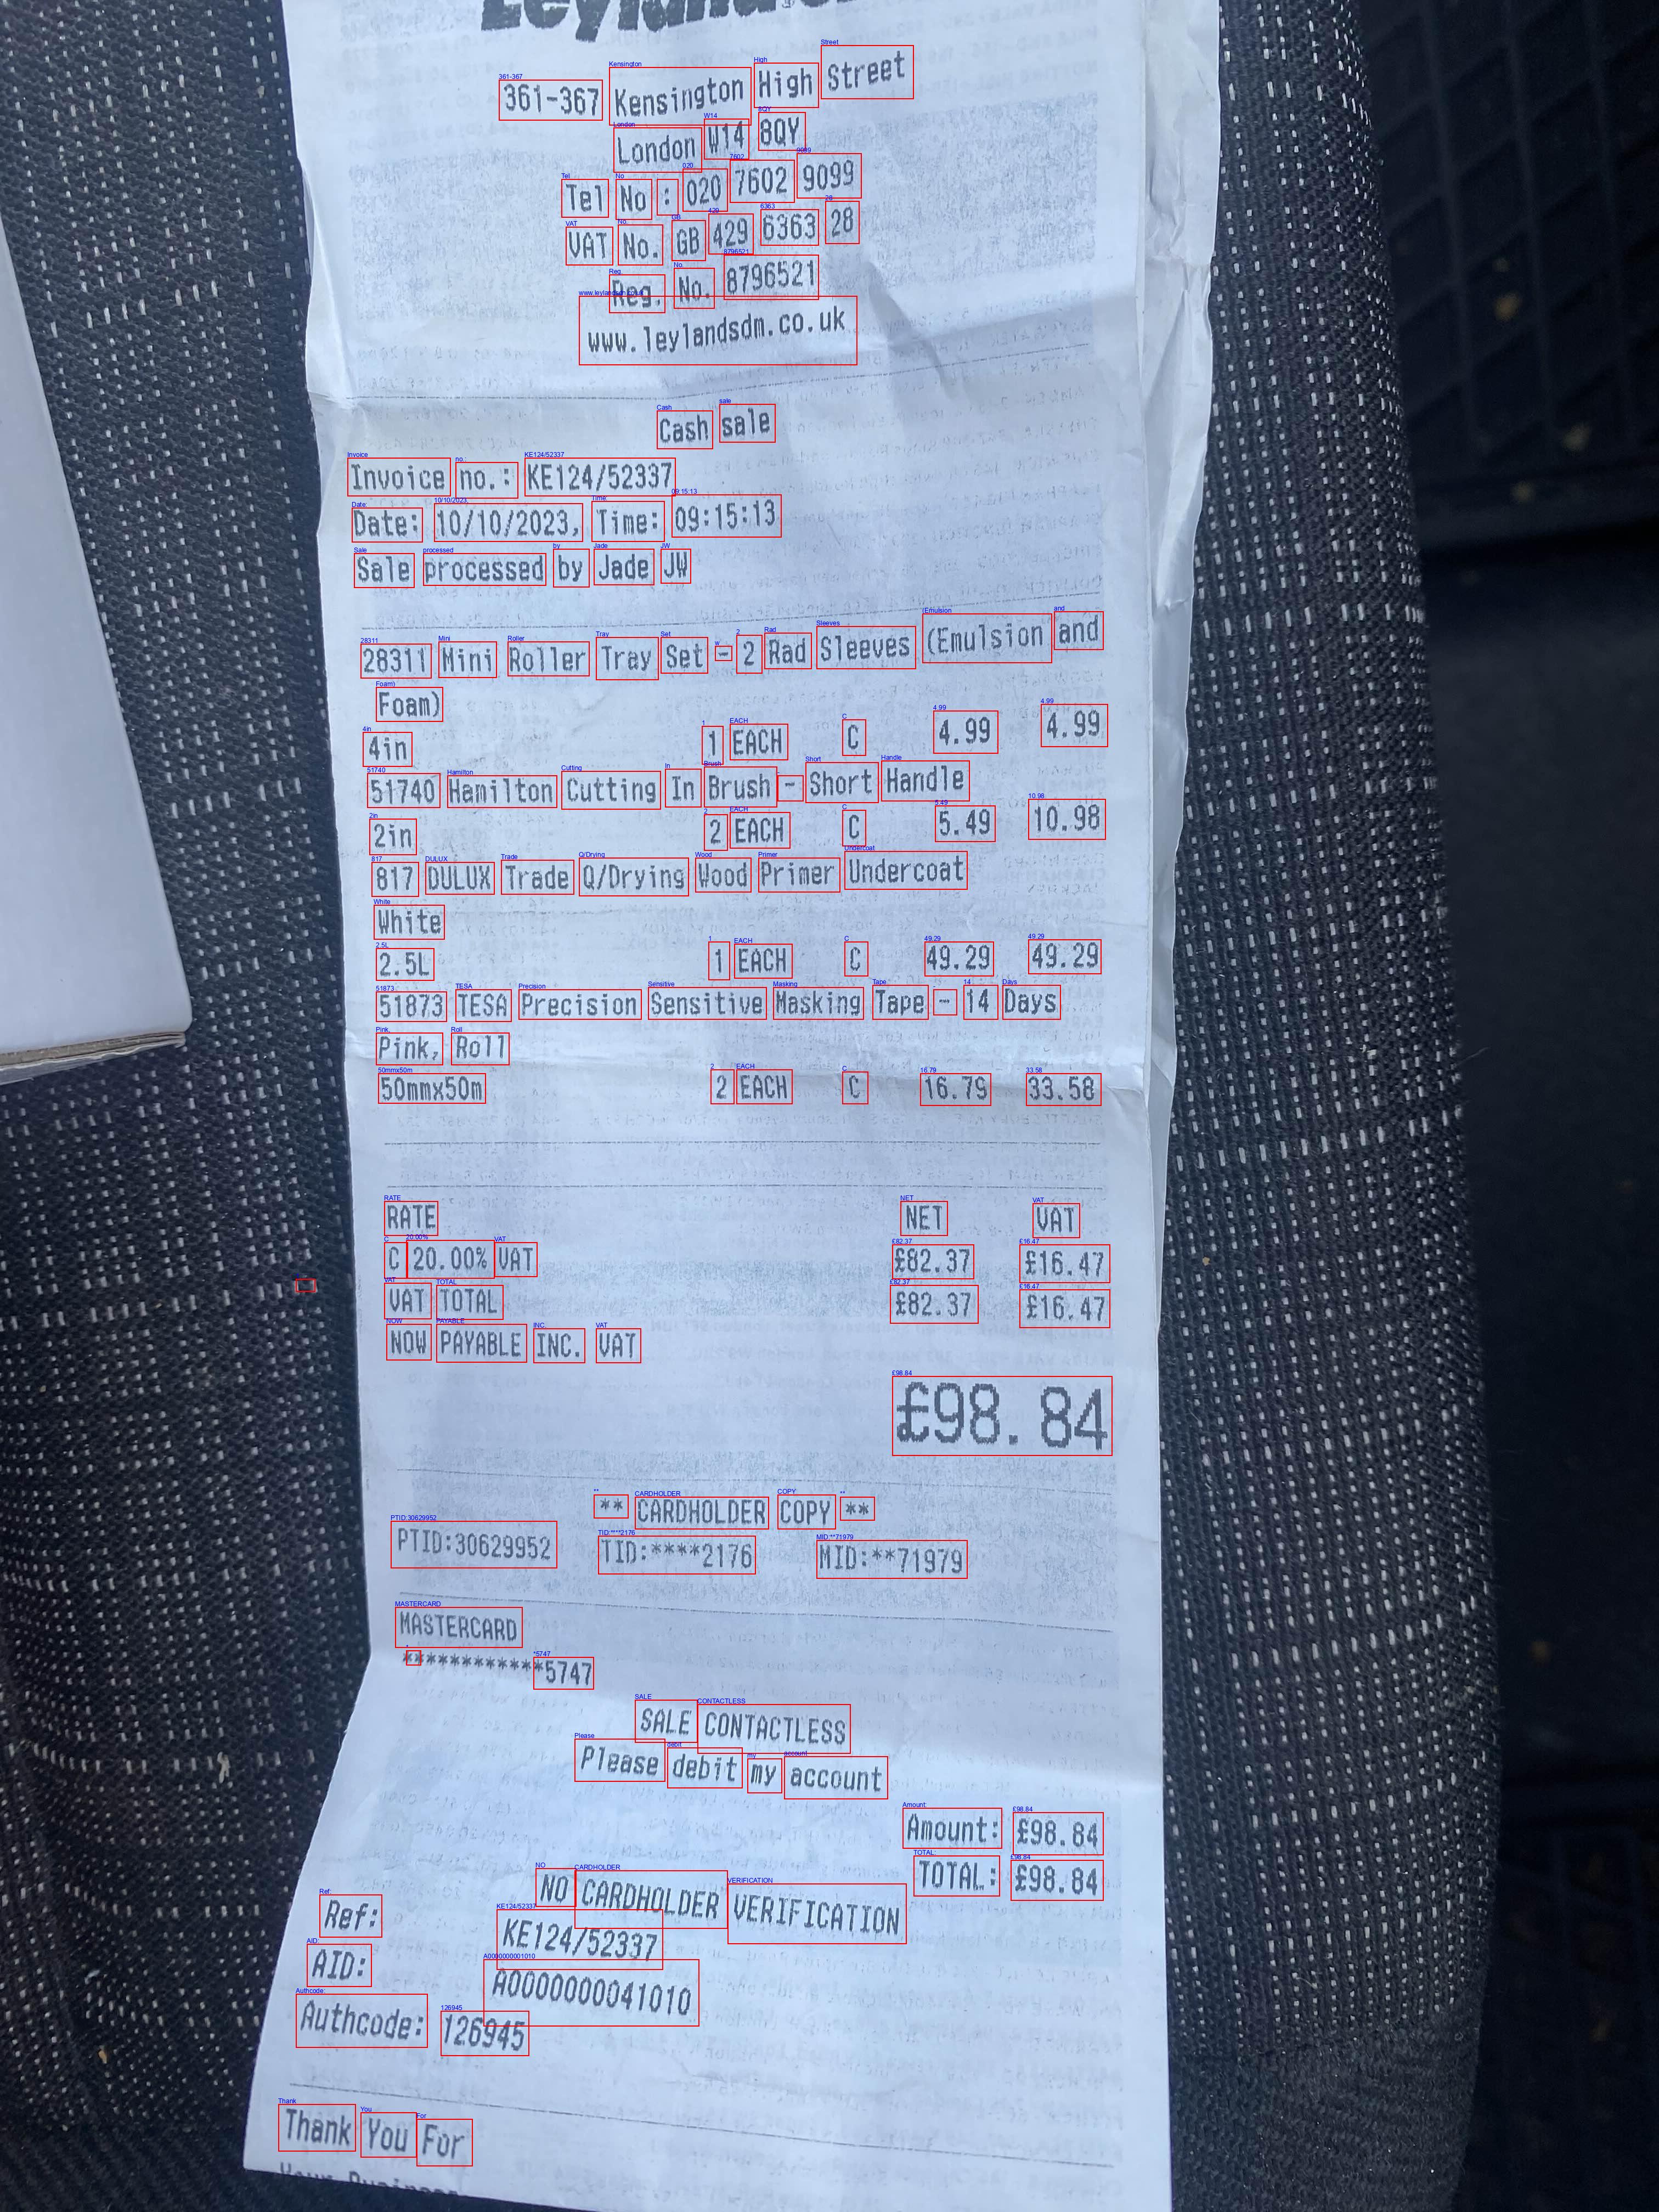 361-367 Kensington High Street
London W14 8QY
Tel No : 020 7602 9099
VAT No. GB 429 6363 28
Reg. No. 8796521
www.leylandsdm.co.uk
Cash sale
Invoice no.: KE124/52337
Date: 10/10/2023, Time: 09:15:13
Sale processed by Jade JW
28311 Mini Roller Tray Set - 2 Rad Sleeves (Emulsion and
Foam)
4in 1 EACH C 4.99 4.99
51740 Hamilton Cutting In Brush - Short Handle
2in 2 EACH C 5.49 10.98
817 DULUX Trade Q/Drying Wood Primer Undercoat
White
2.5L 1 EACH C 49.29 49.29
51873 TESA Precision Sensitive Masking Tape - 14 Days
Pink, Roll
50mmx50m 2 EACH C 16.79 33.58
RATE NET VAT
C 20.00% VAT £82.37 £16.47
VAT TOTAL £82.37 £16.47
NOW PAYABLE INC. VAT
£98.84
** CARDHOLDER COPY **
PTID:30629952 TID:****2176 MID:**71979
MASTERCARD
************5747
SALE CONTACTLESS
Please debit my account
Amount: £98.84
TOTAL: £98.84
NO CARDHOLDER VERIFICATION
Ref: KE124/52337
AID: A0000000041010
Authcode: 126945
Thank You For